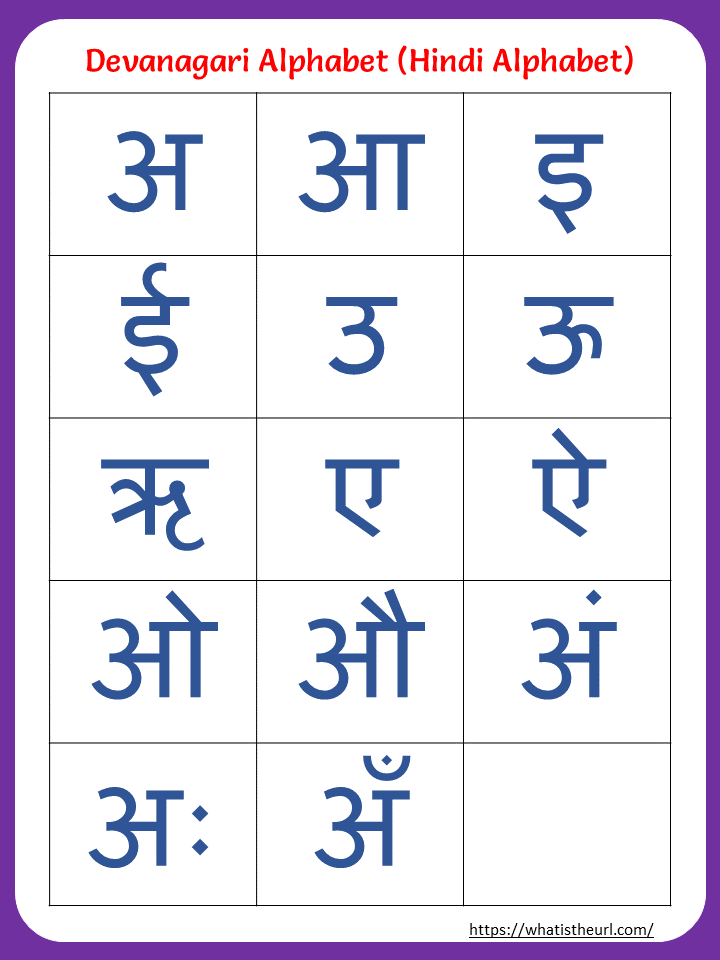 Devanagari Alphabet (Hindi Alphabet)
अ आ इ
ई उ ऊ
ऋ ए ऐ
ओ औ अं
अः अँ
https://whatistheurl.com/